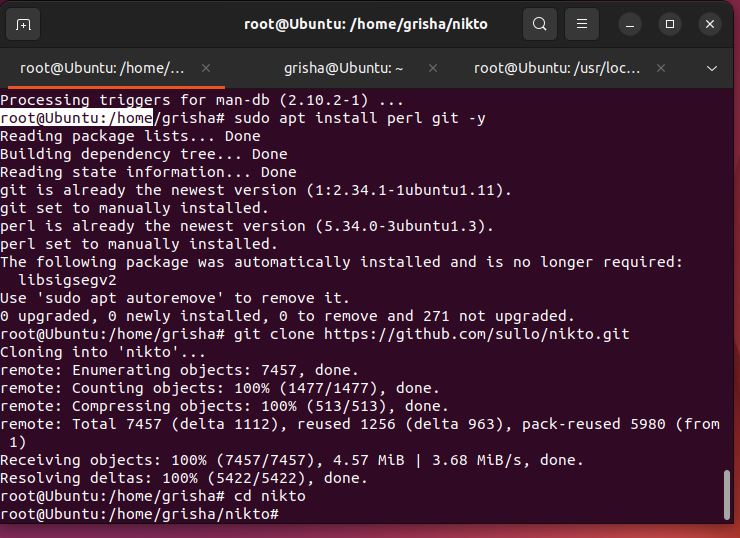 root@Ubuntu: /home/grisha/nikto
root@Ubuntu: /home/... grisha@Ubuntu: ~ root@Ubuntu: /usr/loc...
Processing triggers for man-db (2.10.2-1) ...
root@Ubuntu:/home/grisha# sudo apt install perl git -y
Reading package lists... Done
Building dependency tree... Done
Reading state information... Done
git is already the newest version (1:2.34.1-1ubuntu1.11).
git set to manually installed.
perl is already the newest version (5.34.0-3ubuntu1.3).
perl set to manually installed.
The following package was automatically installed and is no longer required:
  libsigsegv2
Use 'sudo apt autoremove' to remove it.
0 upgraded, 0 newly installed, 0 to remove and 271 not upgraded.
root@Ubuntu:/home/grisha# git clone https://github.com/sullo/nikto.git
Cloning into 'nikto'...
remote: Enumerating objects: 7457, done.
remote: Counting objects: 100% (1477/1477), done.
remote: Compressing objects: 100% (513/513), done.
remote: Total 7457 (delta 1112), reused 1256 (delta 963), pack-reused 5980 (from
 1)
Receiving objects: 100% (7457/7457), 4.57 MiB | 3.68 MiB/s, done.
Resolving deltas: 100% (5422/5422), done.
root@Ubuntu:/home/grisha# cd nikto
root@Ubuntu:/home/grisha/nikto#